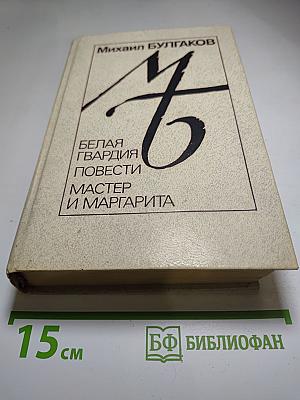 Михаил БУЛГАКОВ
МБ
БЕЛАЯ
ГВАРДИЯ
ПОВЕСТИ
МАСТЕР
И МАРГАРИТА
15 см
БФ БИБЛИОФАН